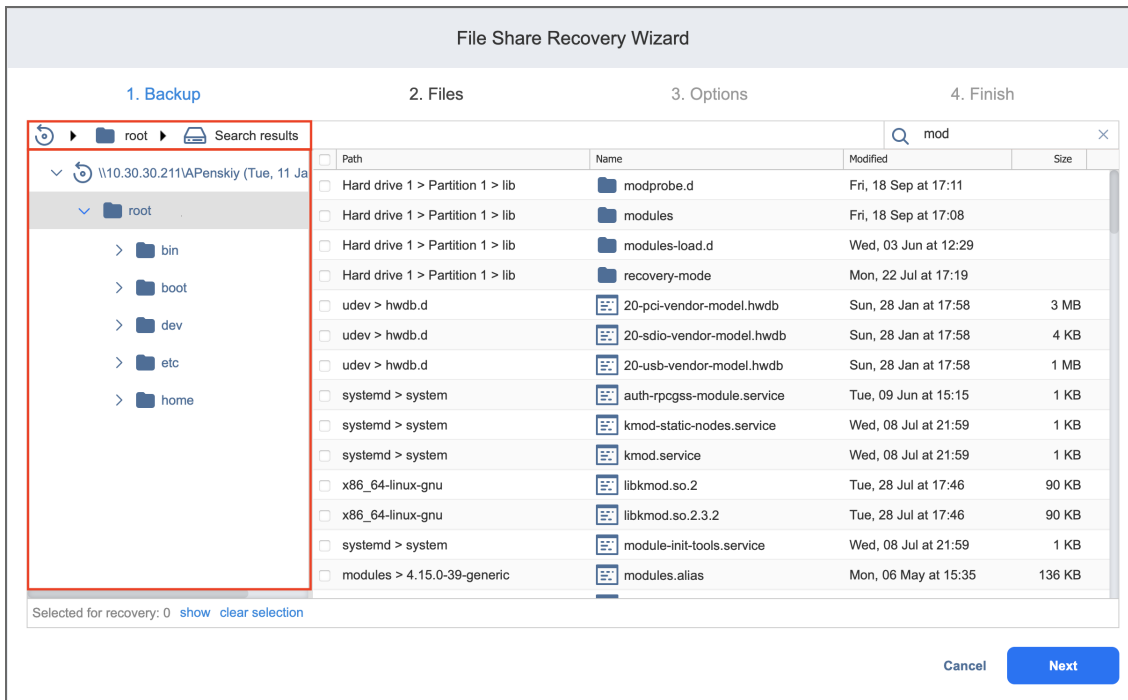 File Share Recovery Wizard
1. Backup 2. Files 3. Options 4. Finish
root Search results mod
Path Name Modified Size
\\10.30.30.211\APenskiy (Tue, 11 Ja
root
bin
boot
dev
etc
home
Hard drive 1 > Partition 1 > lib modprobe.d Fri, 18 Sep at 17:11
Hard drive 1 > Partition 1 > lib modules Fri, 18 Sep at 17:08
Hard drive 1 > Partition 1 > lib modules-load.d Wed, 03 Jun at 12:29
Hard drive 1 > Partition 1 > lib recovery-mode Mon, 22 Jul at 17:19
udev > hwdb.d 20-pci-vendor-model.hwdb Sun, 28 Jan at 17:58 3 MB
udev > hwdb.d 20-sdio-vendor-model.hwdb Sun, 28 Jan at 17:58 4 KB
udev > hwdb.d 20-usb-vendor-model.hwdb Sun, 28 Jan at 17:58 1 MB
systemd > system auth-rpcgss-module.service Tue, 09 Jun at 15:15 1 KB
systemd > system kmod-static-nodes.service Wed, 08 Jul at 21:59 1 KB
systemd > system kmod.service Wed, 08 Jul at 21:59 1 KB
x86_64-linux-gnu libkmod.so.2 Tue, 28 Jul at 17:46 90 KB
x86_64-linux-gnu libkmod.so.2.3.2 Tue, 28 Jul at 17:46 90 KB
systemd > system module-init-tools.service Wed, 08 Jul at 21:59 1 KB
modules > 4.15.0-39-generic modules.alias Mon, 06 May at 15:35 136 KB
Selected for recovery: 0 show clear selection
Cancel Next